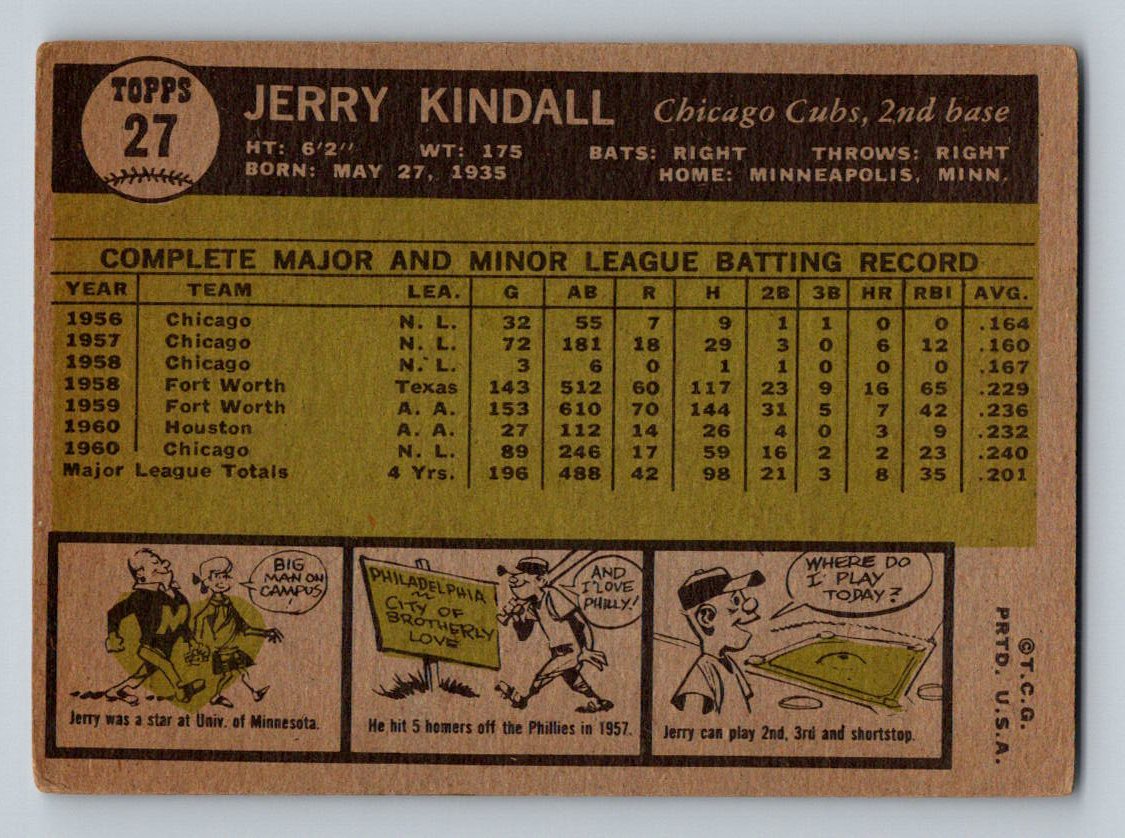 TOPPS
27
JERRY KINDALL Chicago Cubs, 2nd base
HT: 6'2" WT: 175 BATS: RIGHT THROWS: RIGHT
BORN: MAY 27, 1935 HOME: MINNEAPOLIS, MINN.
COMPLETE MAJOR AND MINOR LEAGUE BATTING RECORD
YEAR TEAM LEA. G AB R H 2B 3B HR RBI AVG.
1956 Chicago N. L. 32 55 7 9 1 1 0 0 .164
1957 Chicago N. L. 72 181 18 29 3 0 6 12 .160
1958 Chicago N. L. 3 6 0 1 1 0 0 0 .167
1958 Fort Worth Texas 143 512 60 117 23 9 16 65 .229
1959 Fort Worth A. A. 153 610 70 144 31 5 7 42 .236
1960 Houston A. A. 27 112 14 26 4 0 3 9 .232
1960 Chicago N. L. 89 246 17 59 16 2 2 23 .240
Major League Totals 4 Yrs. 196 488 42 98 21 3 8 35 .201
BIG
MAN ON
CAMPUS
!
M
Jerry was a star at Univ. of Minnesota.
PHILADELPHIA
~
CITY OF
BROTHERLY
LOVE
AND
I LOVE
PHILLY!
He hit 5 homers off the Phillies in 1957.
WHERE DO
I PLAY
TODAY?
Jerry can play 2nd, 3rd and shortstop.
©T.C.G.
PRTD. U.S.A.